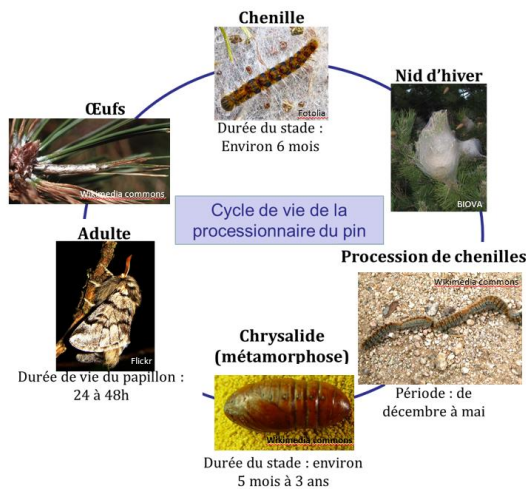 Chenille
Fotolia
Durée du stade :
Environ 6 mois
Nid d'hiver
BIOVA
Procession de chenilles
Wikimedia commons
Période : de
décembre à mai
Chrysalide
(métamorphose)
Wikimedia commons
Durée du stade : environ
5 mois à 3 ans
Adulte
Flickr
Durée de vie du papillon :
24 à 48h
Œufs
Wikimedia commons
Cycle de vie de la
processionnaire du pin